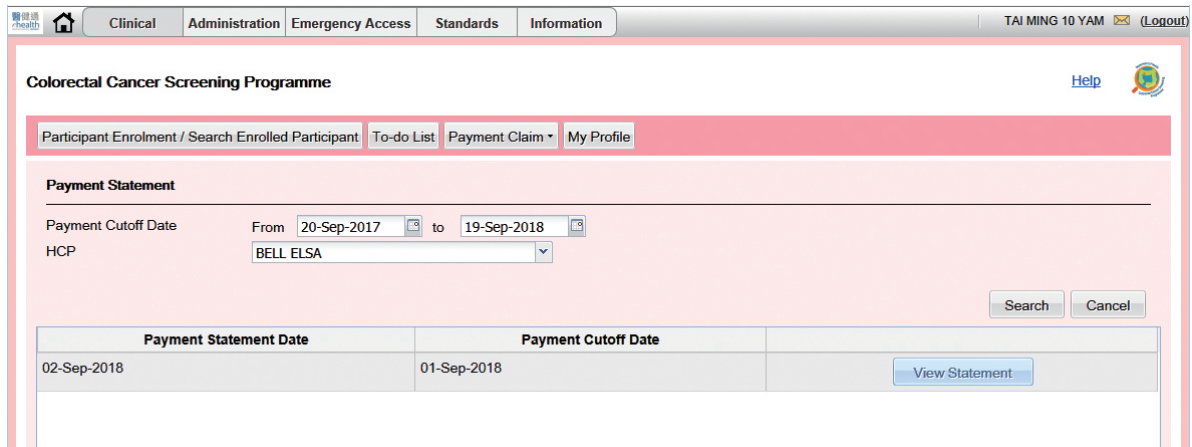 醫健通
ehealth
Clinical Administration Emergency Access Standards Information
TAI MING 10 YAM (Logout)
Colorectal Cancer Screening Programme
Help
Participant Enrolment / Search Enrolled Participant To-do List Payment Claim My Profile
Payment Statement
Payment Cutoff Date From 20-Sep-2017 to 19-Sep-2018
HCP BELL ELSA
Search Cancel
Payment Statement Date Payment Cutoff Date
02-Sep-2018 01-Sep-2018 View Statement